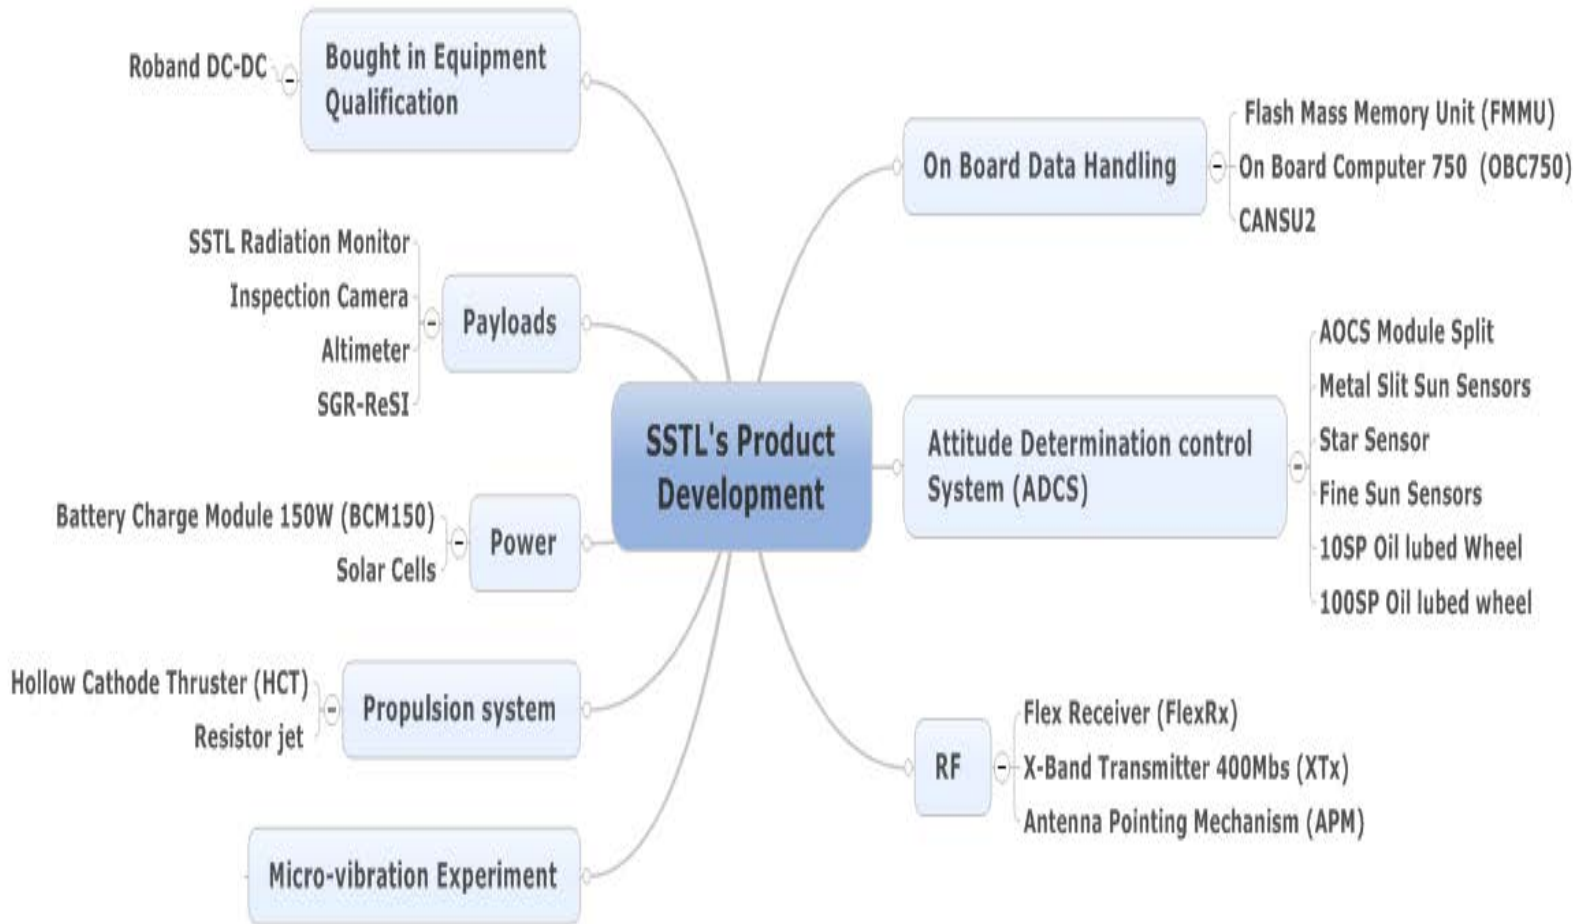 Roband DC-DC
Bought in Equipment
Qualification
SSTL Radiation Monitor
Inspection Camera
Altimeter
SGR-ReSI
Payloads
Battery Charge Module 150W (BCM150)
Solar Cells
Power
Hollow Cathode Thruster (HCT)
Resistor jet
Propulsion system
Micro-vibration Experiment
SSTL's Product
Development
On Board Data Handling
Flash Mass Memory Unit (FMMU)
On Board Computer 750 (OBC750)
CANSU2
Attitude Determination control
System (ADCS)
AOCS Module Split
Metal Slit Sun Sensors
Star Sensor
Fine Sun Sensors
10SP Oil lubed Wheel
100SP Oil lubed wheel
RF
Flex Receiver (FlexRx)
X-Band Transmitter 400Mbs (XTx)
Antenna Pointing Mechanism (APM)